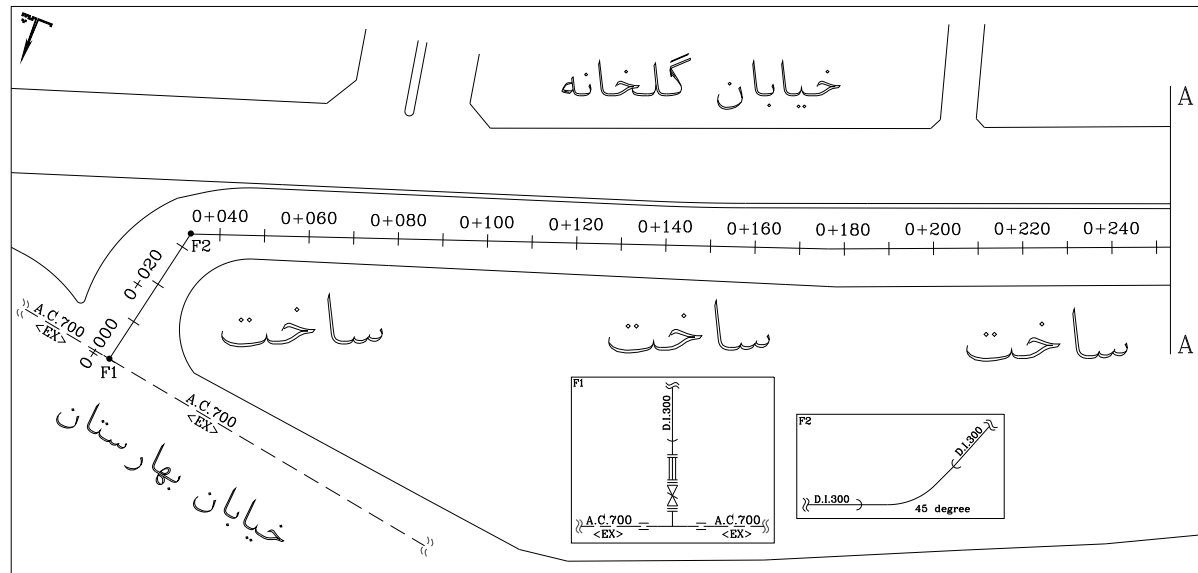 خیابان گلخانه
A
0+040 0+060 0+080 0+100 0+120 0+140 0+160 0+180 0+200 0+220 0+240
F2
0+020
0+000
A.C.700
<EX>
F1
ساخت ساخت ساخت
A
A.C.700
<EX>
خیابان بهارستان
F1
D.I.300
A.C.700 A.C.700
<EX> <EX>
F2
D.I.300
D.I.300
45 degree